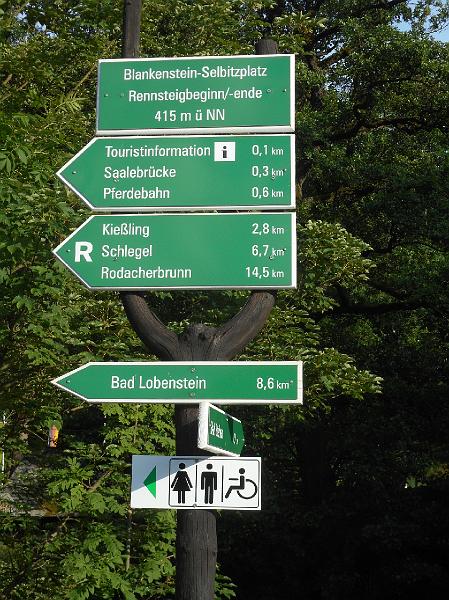 Blankenstein-Selbitzplatz
Rennsteigbeginn/-ende
415 m ü NN
Touristinformation i 0,1 km
Saalebrücke 0,3 km
Pferdebahn 0,6 km
R
Kießling 2,8 km
Schlegel 6,7 km
Rodacherbrunn 14,5 km
Bad Lobenstein 8,6 km